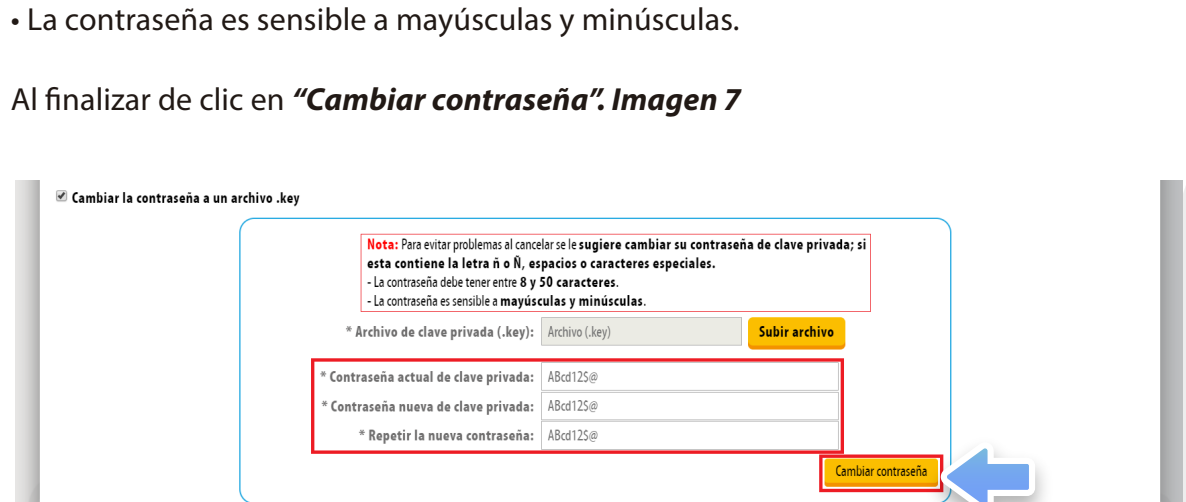 • La contraseña es sensible a mayúsculas y minúsculas.
Al finalizar de clic en “Cambiar contraseña”. Imagen 7
Cambiar la contraseña a un archivo .key
Nota: Para evitar problemas al cancelar se le sugiere cambiar su contraseña de clave privada; si
esta contiene la letra ñ o Ñ, espacios o caracteres especiales.
- La contraseña debe tener entre 8 y 50 caracteres.
- La contraseña es sensible a mayúsculas y minúsculas.
* Archivo de clave privada (.key): Archivo (.key) Subir archivo
* Contraseña actual de clave privada: ABcd12$@
* Contraseña nueva de clave privada: ABcd12$@
* Repetir la nueva contraseña: ABcd12$@
Cambiar contraseña